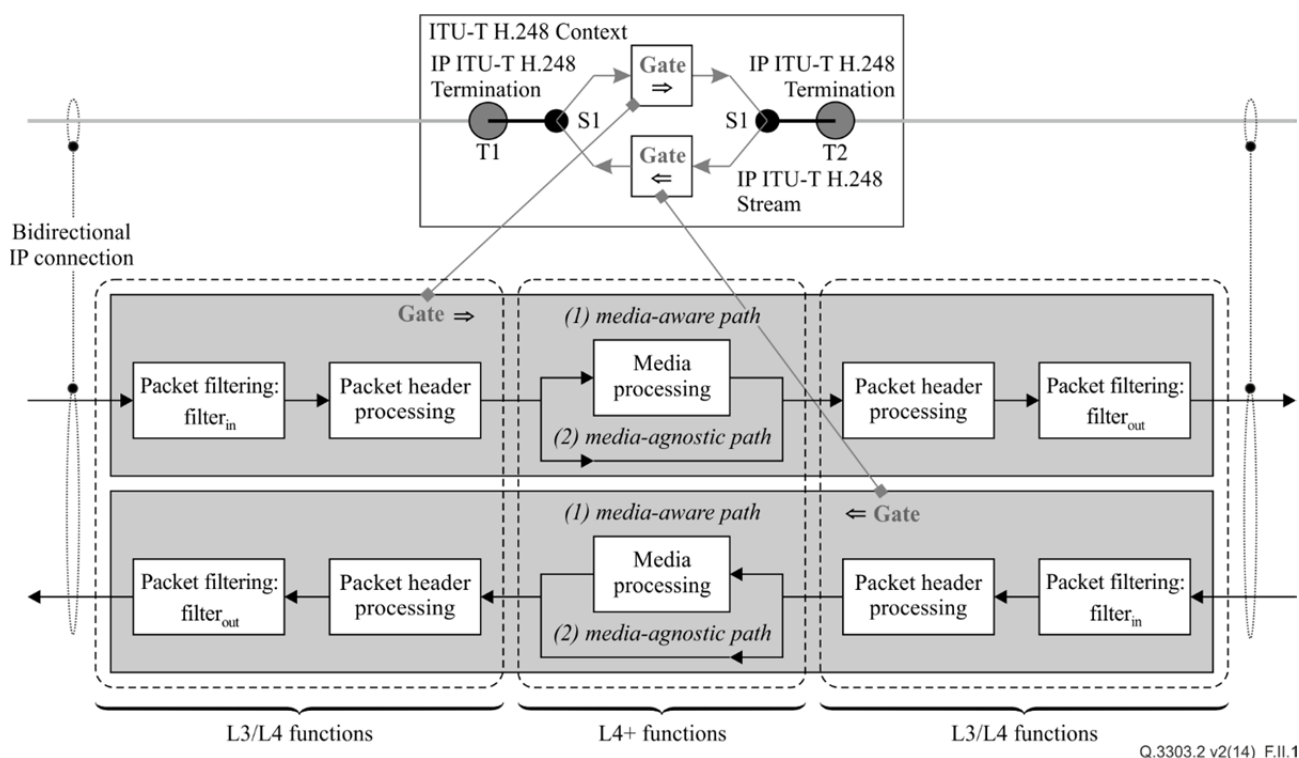 ITU-T H.248 Context
IP ITU-T H.248
Termination
Gate
⇒
IP ITU-T H.248
Termination
T1
S1
S1
T2
Gate
⇐
IP ITU-T H.248
Stream
Bidirectional
IP connection
Gate ⇒
(1) media-aware path
Packet filtering:
filterin
Packet header
processing
Media
processing
Packet header
processing
Packet filtering:
filterout
(2) media-agnostic path
(1) media-aware path
⇐ Gate
Packet filtering:
filterout
Packet header
processing
Media
processing
Packet header
processing
Packet filtering:
filterin
(2) media-agnostic path
L3/L4 functions
L4+ functions
L3/L4 functions
Q.3303.2 v2(14)_F.II.1